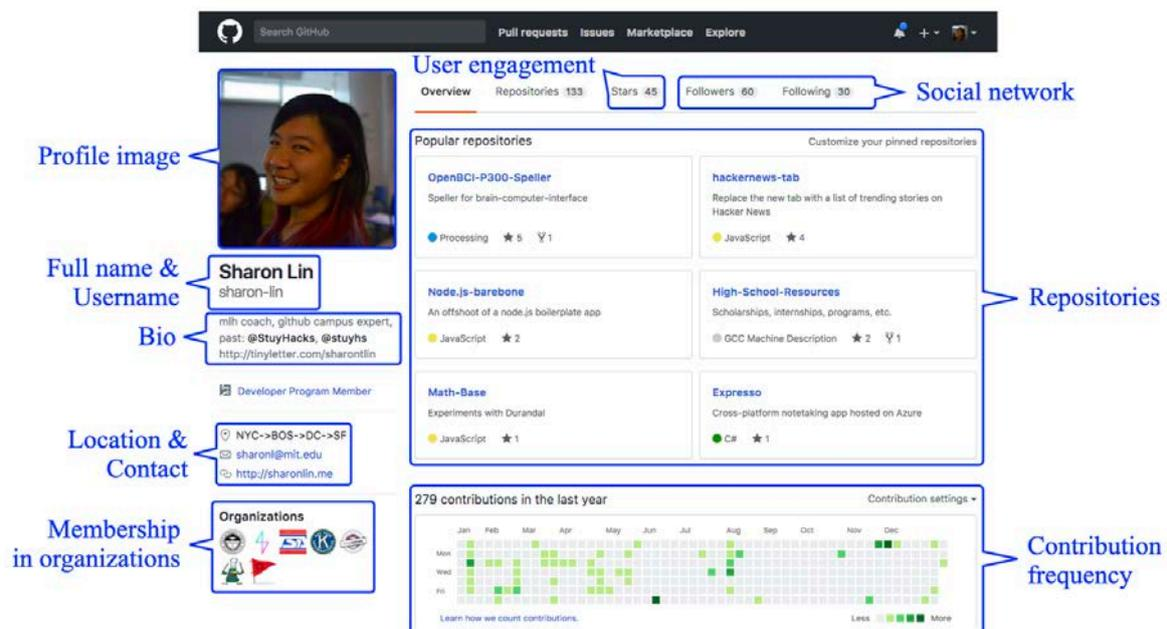 Search GitHub
Pull requests Issues Marketplace Explore
User engagement
Overview Repositories 133 Stars 45 Followers 60 Following 30
Social network
Profile image
Popular repositories
Customize your pinned repositories
OpenBCI-P300-Speller
Speller for brain-computer-interface
Processing 5 1
hackernews-tab
Replace the new tab with a list of trending stories on
Hacker News
JavaScript 4
Full name &
Username
Sharon Lin
sharon-lin
Bio
mlh coach, github campus expert,
past: @StuyHacks, @stuyhs
http://tinyletter.com/sharontlin
Node.js-barebone
An offshoot of a node.js boilerplate app
JavaScript 2
High-School-Resources
Scholarships, internships, programs, etc.
GCC Machine Description 2 1
Repositories
Developer Program Member
Math-Base
Experiments with Durandal
JavaScript 1
Expresso
Cross-platform notetaking app hosted on Azure
C# 1
Location &
Contact
NYC->BOS->DC->SF
sharonl@mit.edu
http://sharonlin.me
Membership
in organizations
Organizations
279 contributions in the last year
Contribution settings
Jan Feb Mar Apr May Jun Jul Aug Sep Oct Nov Dec
Mon
Wed
Fri
Learn how we count contributions.
Less More
Contribution
frequency